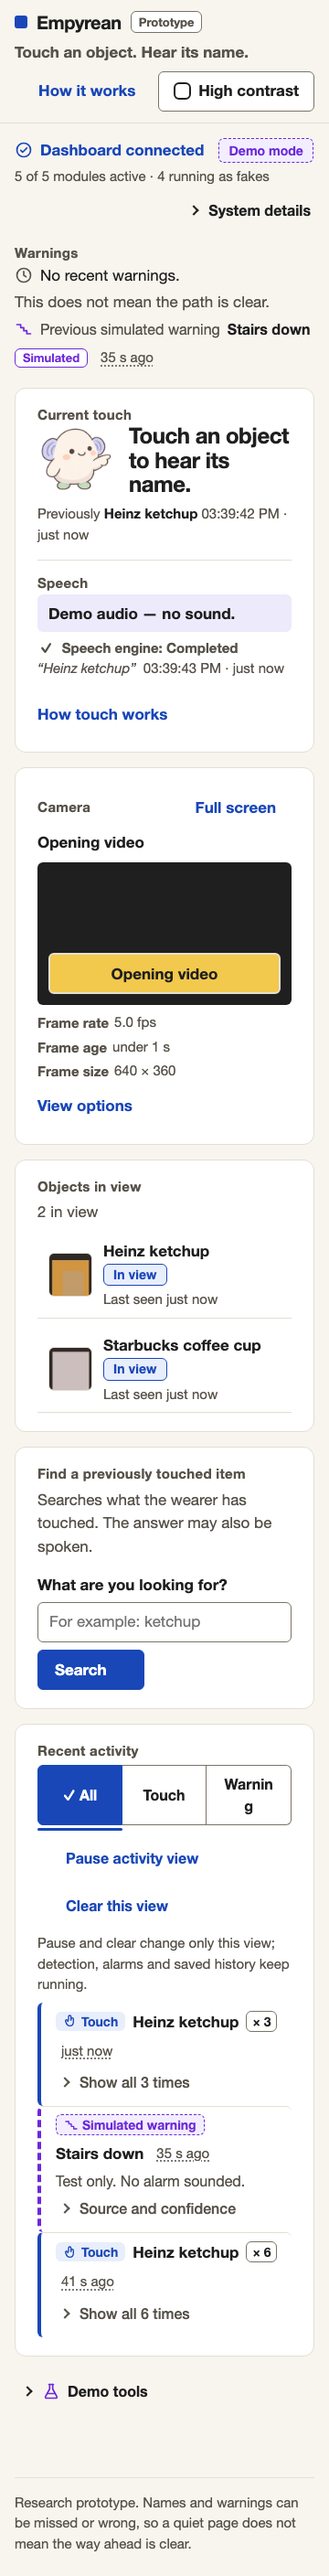 Empyrean Prototype
Touch an object. Hear its name.
How it works High contrast
Dashboard connected Demo mode
5 of 5 modules active · 4 running as fakes
System details
Warnings
No recent warnings.
This does not mean the path is clear.
Previous simulated warning Stairs down
Simulated 35 s ago
Current touch
Touch an object
to hear its
name.
Previously Heinz ketchup 03:39:42 PM ·
just now
Speech
Demo audio — no sound.
Speech engine: Completed
“Heinz ketchup” 03:39:43 PM · just now
How touch works
Camera Full screen
Opening video
Opening video
Frame rate 5.0 fps
Frame age under 1 s
Frame size 640 × 360
View options
Objects in view
2 in view
Heinz ketchup
In view
Last seen just now
Starbucks coffee cup
In view
Last seen just now
Find a previously touched item
Searches what the wearer has
touched. The answer may also be
spoken.
What are you looking for?
For example: ketchup
Search
Recent activity
✓ All Touch Warnin
g
Pause activity view
Clear this view
Pause and clear change only this view;
detection, alarms and saved history keep
running.
Touch Heinz ketchup × 3
just now
Show all 3 times
Simulated warning
Stairs down 35 s ago
Test only. No alarm sounded.
Source and confidence
Touch Heinz ketchup × 6
41 s ago
Show all 6 times
Demo tools
Research prototype. Names and warnings can
be missed or wrong, so a quiet page does not
mean the way ahead is clear.